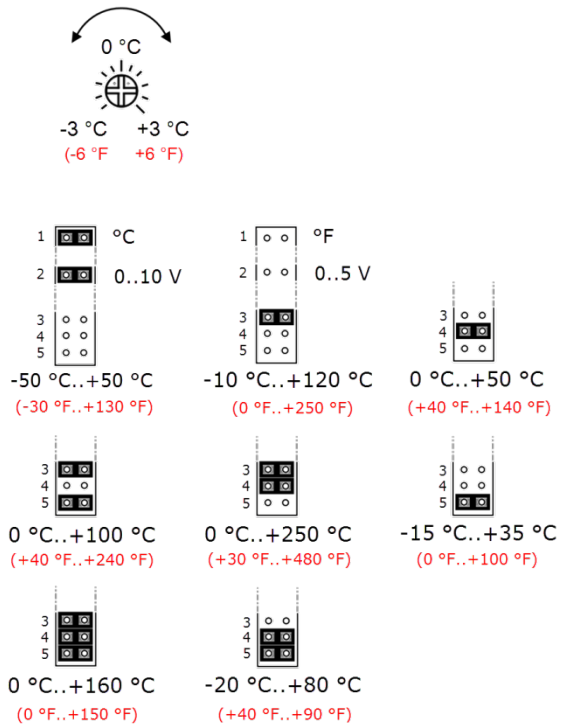 0 °C
-3 °C +3 °C
(-6 °F +6 °F)
1 °C
2 0..10 V
3
4
5
-50 °C..+50 °C
(-30 °F..+130 °F)
1 °F
2 0..5 V
3
4
5
-10 °C..+120 °C
(0 °F..+250 °F)
3
4
5
0 °C..+50 °C
(+40 °F..+140 °F)
3
4
5
0 °C..+100 °C
(+40 °F..+240 °F)
3
4
5
0 °C..+250 °C
(+30 °F..+480 °F)
3
4
5
-15 °C..+35 °C
(0 °F..+100 °F)
3
4
5
0 °C..+160 °C
(0 °F..+150 °F)
3
4
5
-20 °C..+80 °C
(+40 °F..+90 °F)